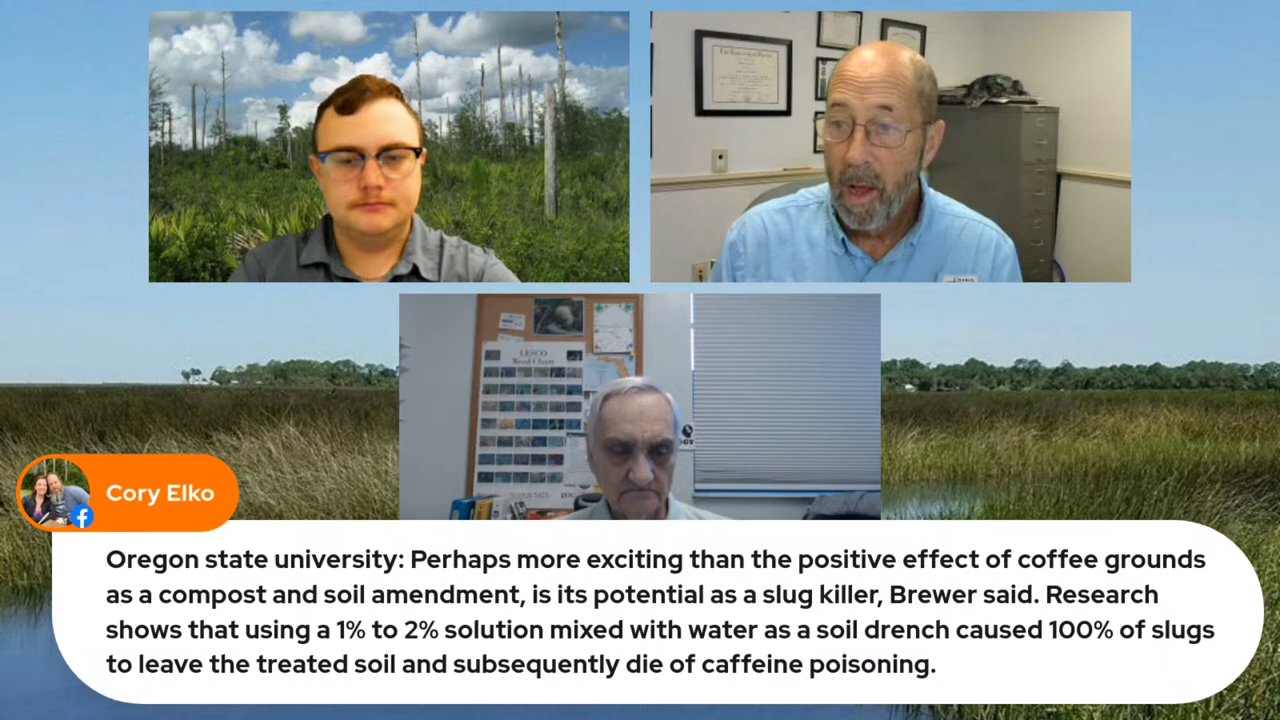 LESCO
Weed Chart
Cory Elko
Oregon state university: Perhaps more exciting than the positive effect of coffee grounds
as a compost and soil amendment, is its potential as a slug killer, Brewer said. Research
shows that using a 1% to 2% solution mixed with water as a soil drench caused 100% of slugs
to leave the treated soil and subsequently die of caffeine poisoning.